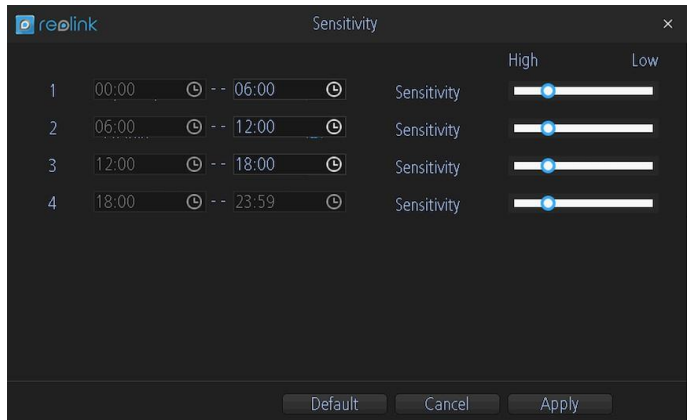 reolink Sensitivity ×
High Low
1 00:00 -- 06:00 Sensitivity
2 06:00 -- 12:00 Sensitivity
3 12:00 -- 18:00 Sensitivity
4 18:00 -- 23:59 Sensitivity
Default Cancel Apply